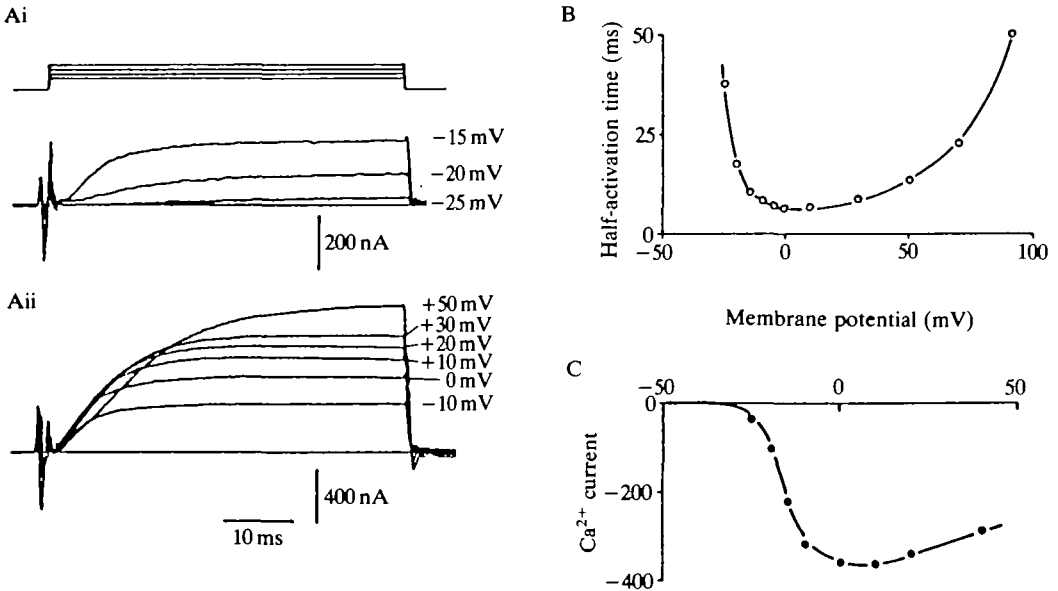 Ai
−15 mV
−20 mV
−25 mV
200 nA
Aii
+50 mV
+30 mV
+20 mV
+10 mV
0 mV
−10 mV
400 nA
10 ms
B
Half-activation time (ms)
50
25
0
−50
0
50
100
Membrane potential (mV)
C
−50
0
50
0
−200
−400
Ca²⁺ current